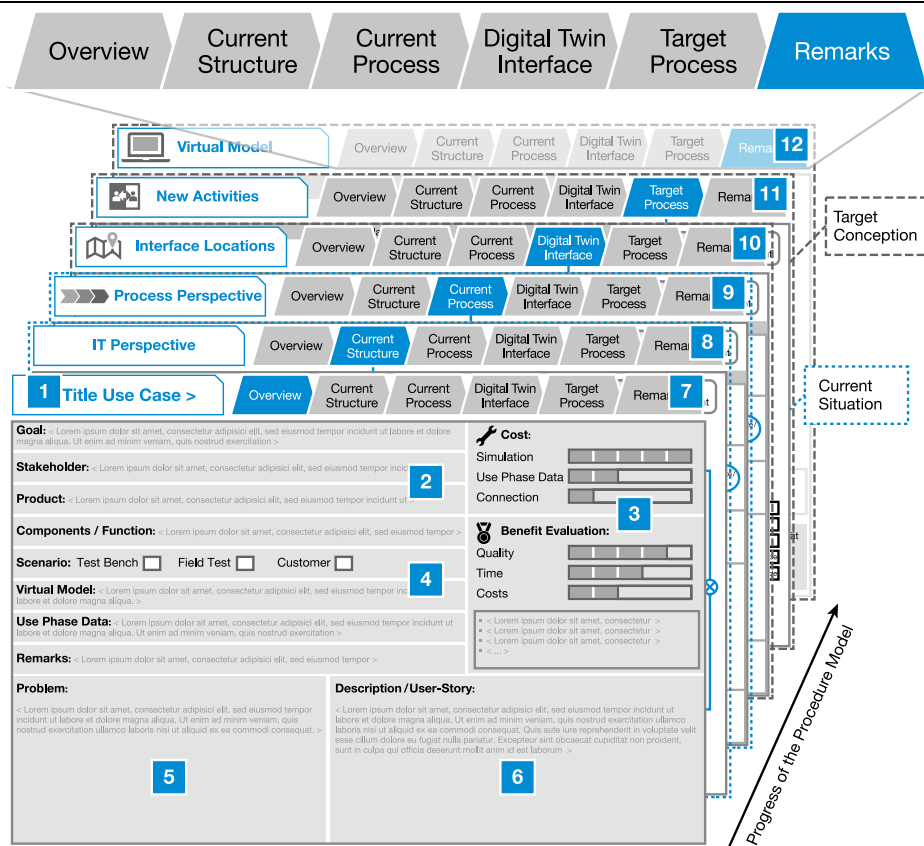 Overview
Current
Structure
Current
Process
Digital Twin
Interface
Target
Process
Remarks
Virtual Model
Overview
Current
Structure
Current
Process
Digital Twin
Interface
Target
Process
12
New Activities
Overview
Current
Structure
Current
Process
Digital Twin
Interface
Target
Process
11
Interface Locations
Overview
Current
Structure
Current
Process
Digital Twin
Interface
Target
Process
10
Target
Conception
Process Perspective
Overview
Current
Structure
Current
Process
Digital Twin
Interface
Target
Process
9
IT Perspective
Overview
Current
Structure
Current
Process
Digital Twin
Interface
Target
Process
8
Current
Situation
1
Title Use Case >
Overview
Current
Structure
Current
Process
Digital Twin
Interface
Target
Process
7
Goal: < Lorem ipsum dolor sit amet, consectetur adipisici elit, sed eiusmod tempor incidunt ut labore et dolore
magna aliqua. Ut enim ad minim veniam, quis nostrud exercitation >
Stakeholder: < Lorem ipsum dolor sit amet, consectetur adipisici elit, sed eiusmod tempor
2
Product: < Lorem ipsum dolor sit amet, consectetur adipisici elit, sed eiusmod tempor incidunt ut >
Components / Function: < Lorem ipsum dolor sit amet, consectetur adipisici elit, sed eiusmod tempor >
Scenario: Test Bench Field Test Customer
4
Virtual Model: < Lorem ipsum dolor sit amet, consectetur adipisici elit, sed eiusmod tempor
labore et dolore magna aliqua. >
Use Phase Data: < Lorem ipsum dolor sit amet, consectetur adipisici elit, sed eiusmod tempor incidunt ut
labore et dolore magna aliqua. Ut enim ad minim veniam, quis nostrud exercitation >
Remarks: < Lorem ipsum dolor sit amet, consectetur adipisici elit, sed eiusmod tempor >
Cost:
Simulation
Use Phase Data
Connection
3
Benefit Evaluation:
Quality
Time
Costs
▪ < Lorem ipsum dolor sit amet, consectetur >
▪ < Lorem ipsum dolor sit amet, consectetur >
▪ < Lorem ipsum dolor sit amet, consectetur >
▪ < ... >
Problem:
< Lorem ipsum dolor sit amet, consectetur adipisici elit, sed eiusmod tempor
incidunt ut labore et dolore magna aliqua. Ut enim ad minim veniam, quis
nostrud exercitation ullamco laboris nisi ut aliquid ex ea commodi consequat. >
5
Description /User-Story:
< Lorem ipsum dolor sit amet, consectetur adipisici elit, sed eiusmod tempor incidunt ut
labore et dolore magna aliqua. Ut enim ad minim veniam, quis nostrud exercitation ullamco
laboris nisi ut aliquid ex ea commodi consequat. Quis aute iure reprehenderit in voluptate velit
esse cillum dolore eu fugiat nulla pariatur. Excepteur sint obcaecat cupiditat non proident,
sunt in culpa qui officia deserunt mollit anim id est laborum >
6
Progress of the Procedure Model